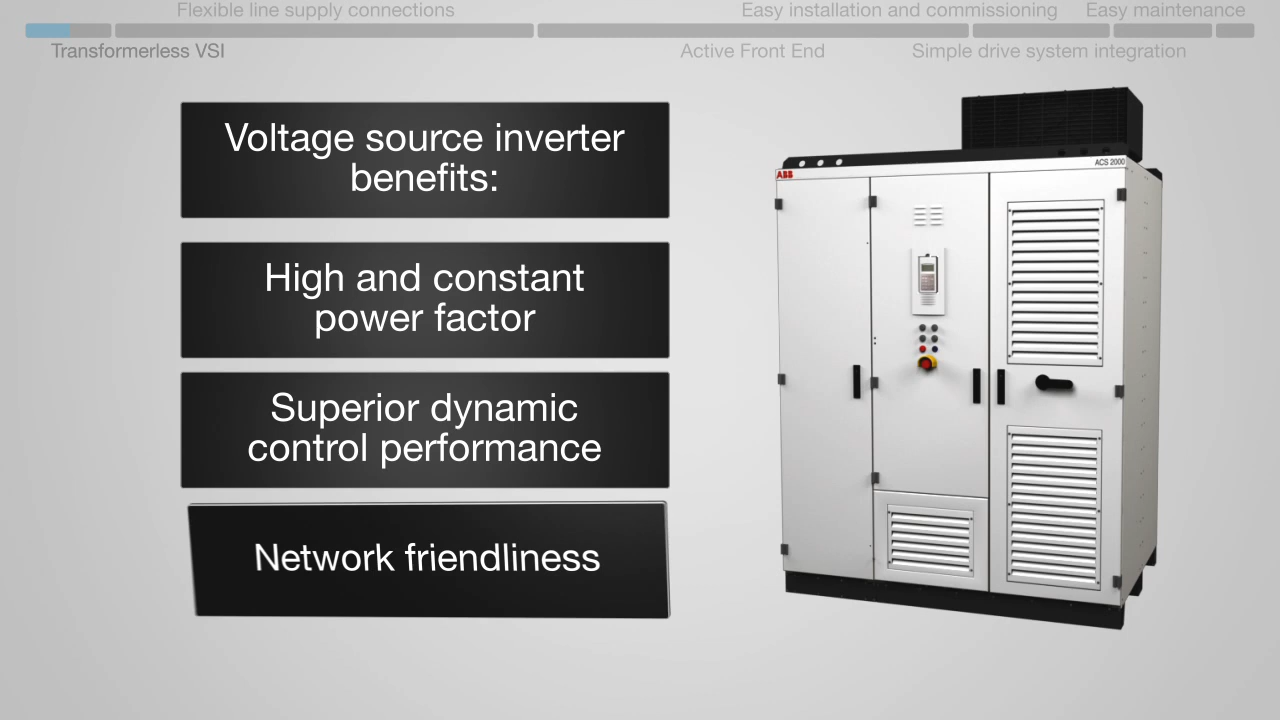 Flexible line supply connections
Easy installation and commissioning
Easy maintenance
Transformerless VSI
Active Front End
Simple drive system integration
Voltage source inverter
benefits:
High and constant
power factor
Superior dynamic
control performance
Network friendliness
ABB
ACS 2000